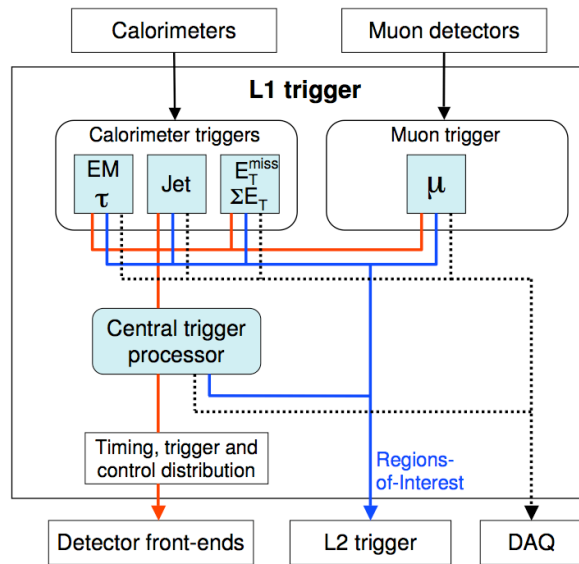 Calorimeters
Muon detectors
L1 trigger
Calorimeter triggers
Muon trigger
EM
τ
Jet
E_T^miss
ΣE_T
μ
Central trigger
processor
Timing, trigger and
control distribution
Regions-
of-Interest
Detector front-ends
L2 trigger
DAQ